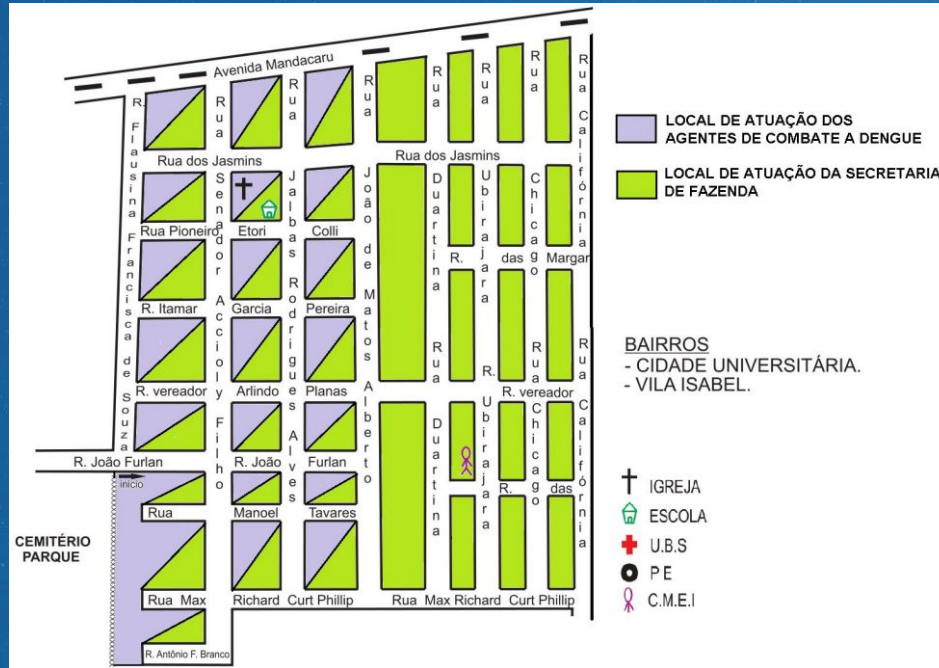 Avenida Mandacaru
R. Flausina Francisca de Souza
Rua Senador Accioly Filho
Rua Jalbas Rodrigues Alves
Rua João de Matos Alberto
Rua Duartina
Rua Ubirajara
Rua Chicago
Rua Califórnia
Rua dos Jasmins
Rua dos Jasmins
Rua Pioneiro Etori Colli
R. das Margar
R. Itamar Garcia Pereira
Rua Duartina
R. Ubirajara
Rua Chicago
Rua Califórnia
R. vereador Arlindo Planas
R. vereador
R. João Furlan
R. João Furlan
R. das
início
Rua Manoel Tavares
CEMITÉRIO
PARQUE
Rua Max Richard Curt Phillip
Rua Max Richard Curt Phillip
R. Antônio F. Branco
LOCAL DE ATUAÇÃO DOS
AGENTES DE COMBATE A DENGUE
LOCAL DE ATUAÇÃO DA SECRETARIA
DE FAZENDA
BAIRROS
- CIDADE UNIVERSITÁRIA.
- VILA ISABEL.
IGREJA
ESCOLA
U.B.S
P E
C.M.E.I